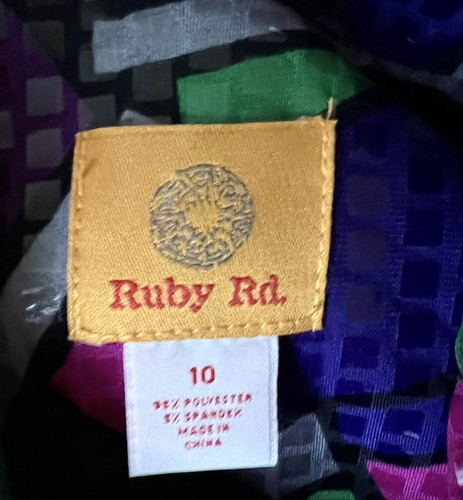 Ruby Rd.
10
95% POLYESTER
5% SPANDEX
MADE IN
CHINA